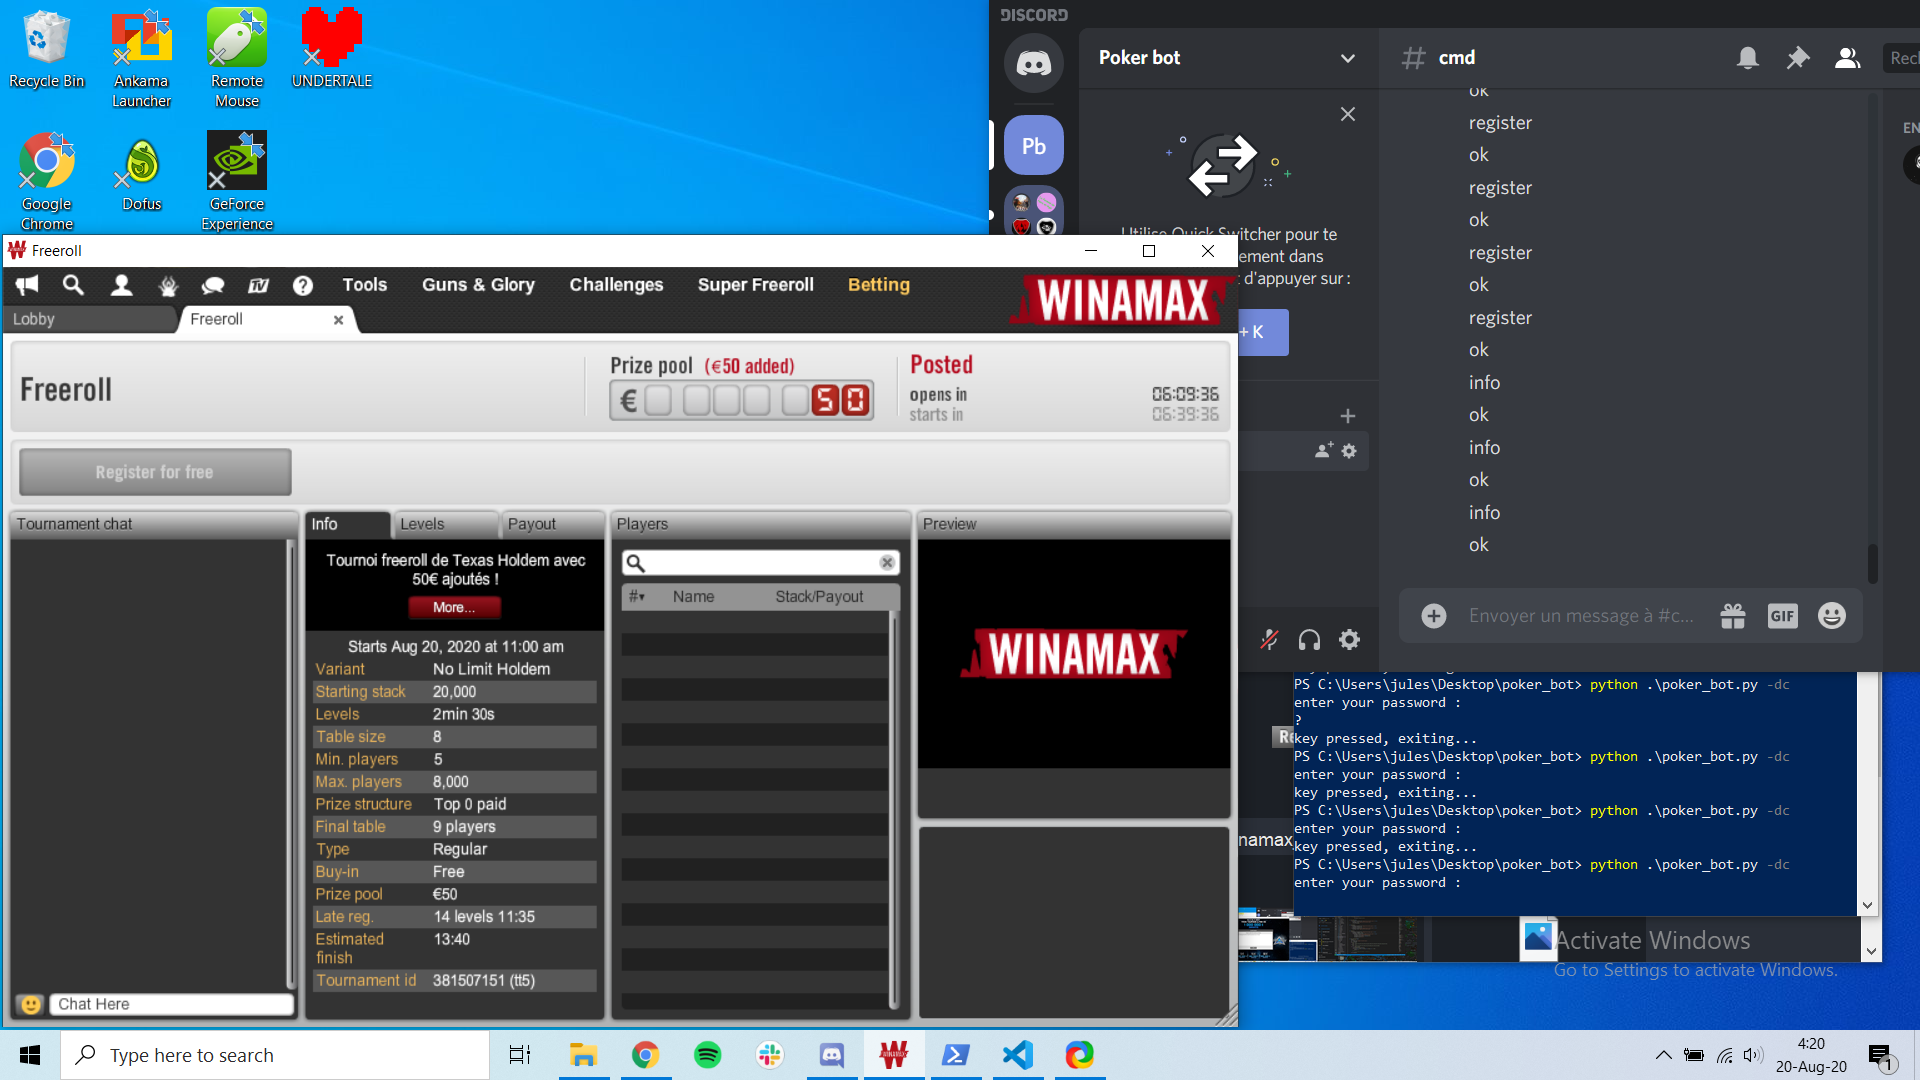 Recycle Bin
Ankama Launcher
Remote Mouse
UNDERTALE
Google Chrome
Dofus
GeForce Experience
DISCORD
Poker bot
cmd
Pb
Utilise Quick Switcher pour te
ement dans
t d'appuyer sur :
+ K
ok
register
ok
register
ok
register
ok
register
ok
info
ok
info
ok
info
ok
Envoyer un message à #c...
GIF
EN
Freeroll
Tools
Guns & Glory
Challenges
Super Freeroll
Betting
WINAMAX
Lobby
Freeroll
Freeroll
Prize pool (€50 added)
€ 50
Posted
opens in 06:09:36
starts in 06:39:36
Register for free
Tournament chat
Chat Here
Info
Levels
Payout
Tournoi freeroll de Texas Holdem avec
50€ ajoutés !
More...
Starts Aug 20, 2020 at 11:00 am
Variant No Limit Holdem
Starting stack 20,000
Levels 2min 30s
Table size 8
Min. players 5
Max. players 8,000
Prize structure Top 0 paid
Final table 9 players
Type Regular
Buy-in Free
Prize pool €50
Late reg. 14 levels 11:35
Estimated finish 13:40
Tournament id 381507151 (tt5)
Players
# Name Stack/Payout
Preview
WINAMAX
PS C:\Users\jules\Desktop\poker_bot> python .\poker_bot.py -dc
enter your password :
?
key pressed, exiting...
PS C:\Users\jules\Desktop\poker_bot> python .\poker_bot.py -dc
enter your password :
key pressed, exiting...
PS C:\Users\jules\Desktop\poker_bot> python .\poker_bot.py -dc
enter your password :
key pressed, exiting...
PS C:\Users\jules\Desktop\poker_bot> python .\poker_bot.py -dc
enter your password :
namax
Activate Windows
Go to Settings to activate Windows.
Type here to search
4:20
20-Aug-20
1